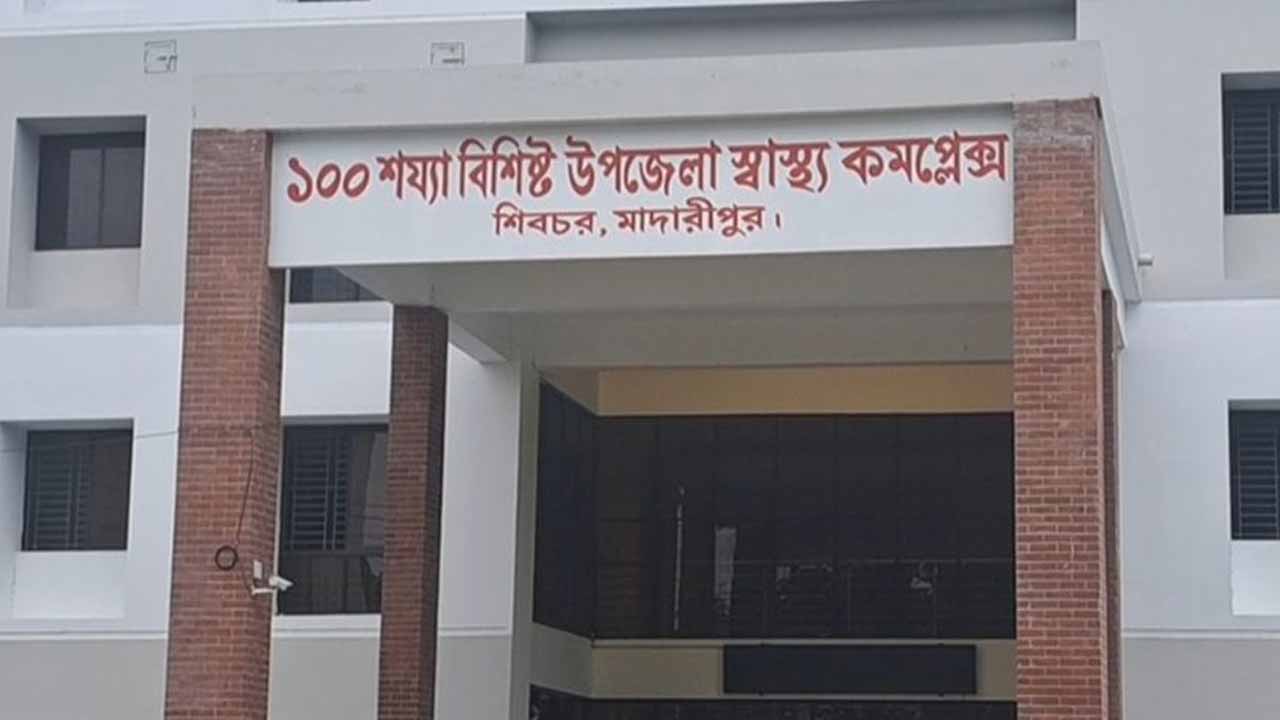 ১০০ শয্যা বিশিষ্ট উপজেলা স্বাস্থ্য কমপ্লেক্স
শিবচর, মাদারীপুর।